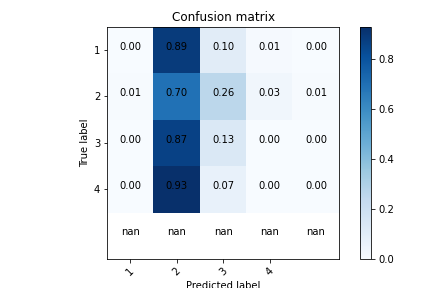 Confusion matrix
1 0.00 0.89 0.10 0.01 0.00
2 0.01 0.70 0.26 0.03 0.01
3 0.00 0.87 0.13 0.00 0.00
4 0.00 0.93 0.07 0.00 0.00
nan nan nan nan nan
1 2 3 4
Predicted label
True label
0.8
0.6
0.4
0.2
0.0